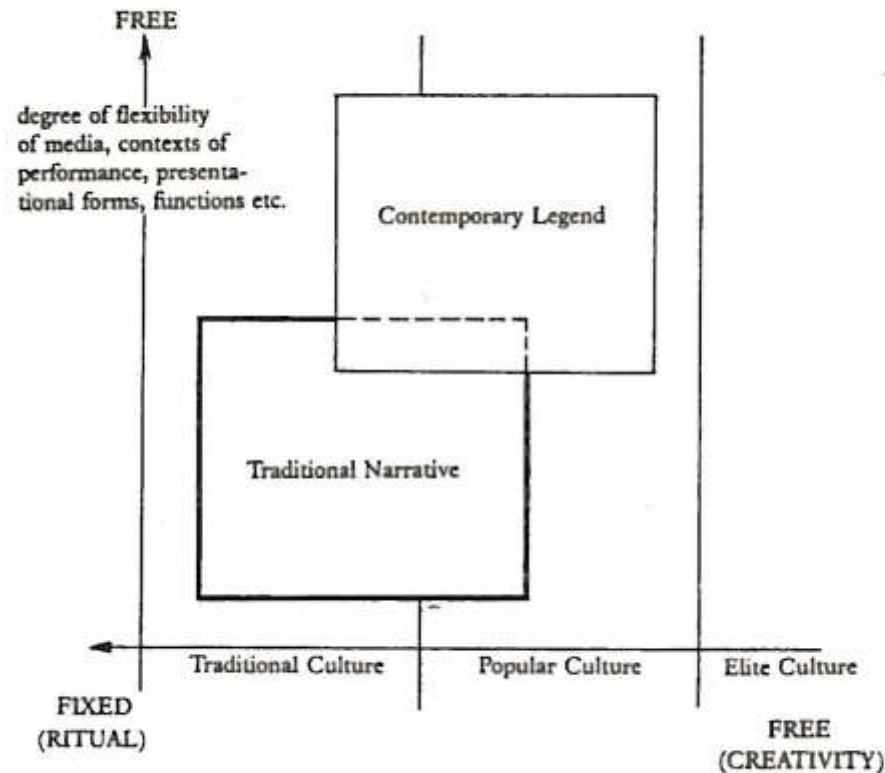 FREE
degree of flexibility
of media, contexts of
performance, presenta-
tional forms, functions etc.
Contemporary Legend
Traditional Narrative
Traditional Culture
Popular Culture
Elite Culture
FIXED
(RITUAL)
FREE
(CREATIVITY)